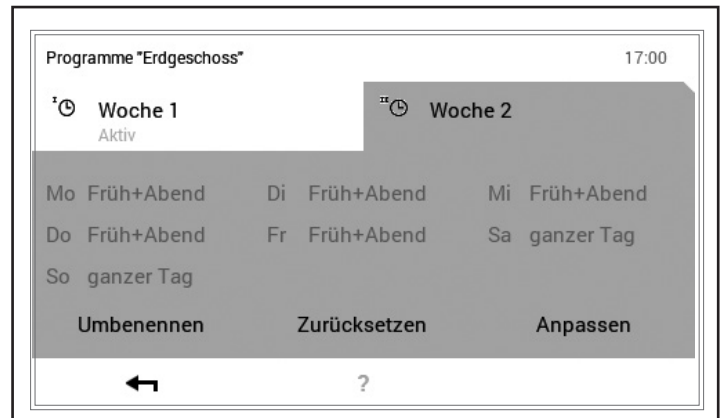 Programme "Erdgeschoss" 17:00
I Woche 1 II Woche 2
Aktiv
Mo Früh+Abend Di Früh+Abend Mi Früh+Abend
Do Früh+Abend Fr Früh+Abend Sa ganzer Tag
So ganzer Tag
Umbenennen Zurücksetzen Anpassen
?